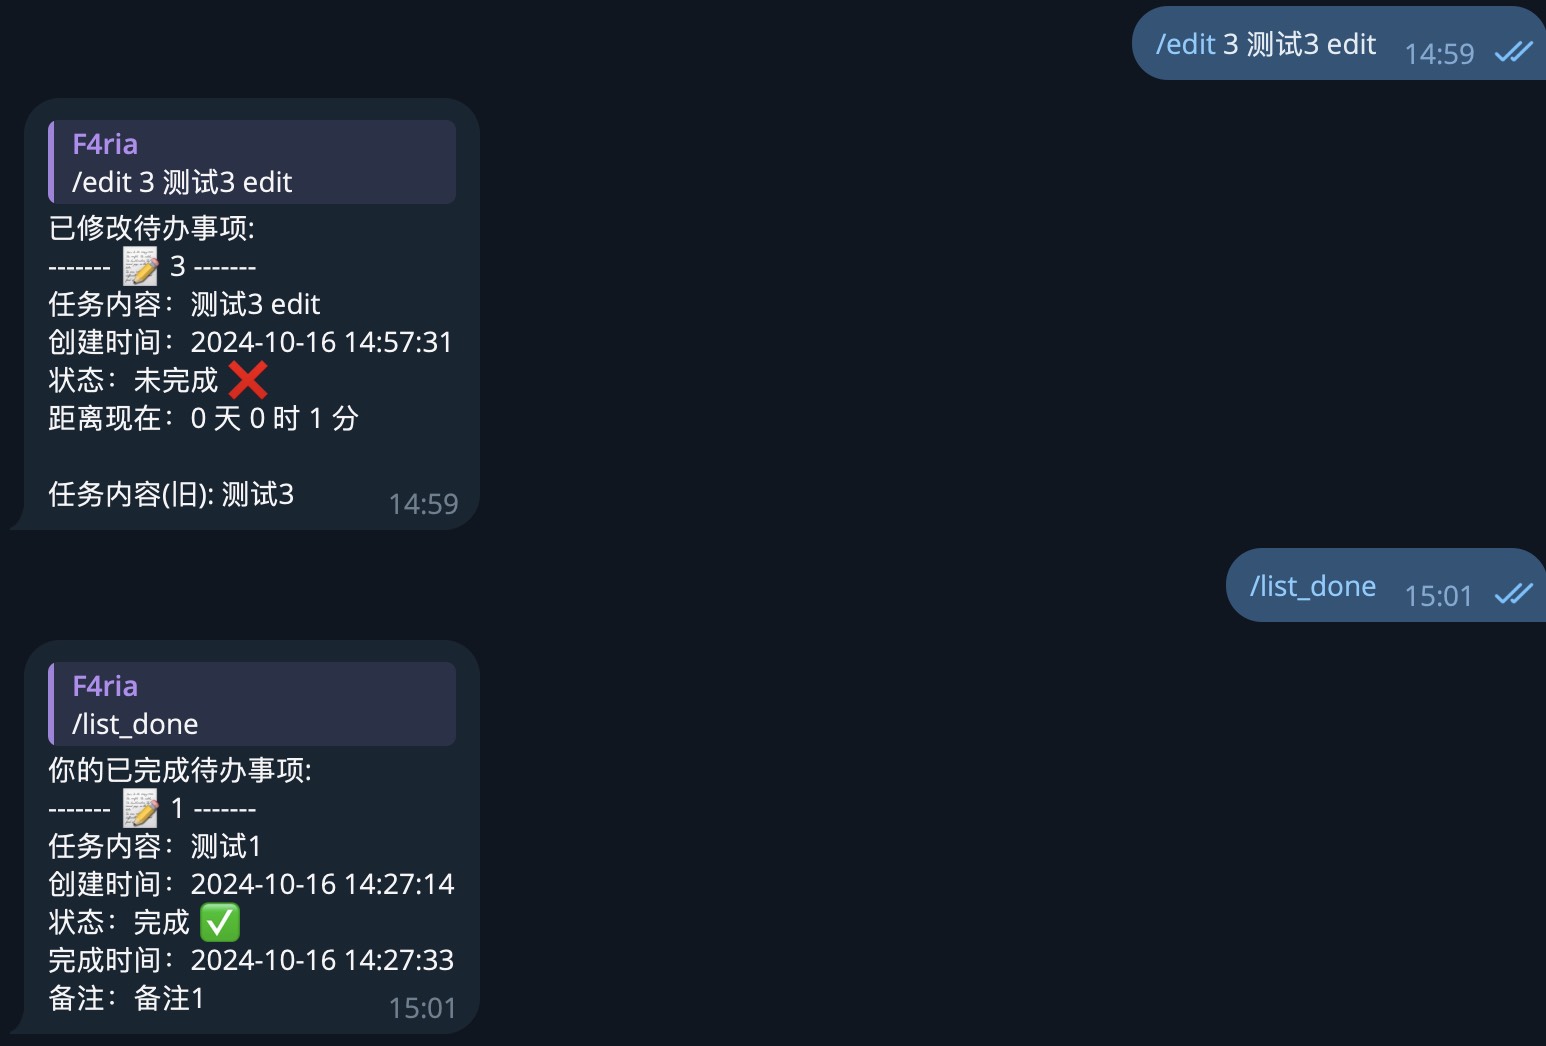 /edit 3 测试3 edit 14:59
F4ria
/edit 3 测试3 edit
已修改待办事项:
------- 📝 3 -------
任务内容：测试3 edit
创建时间：2024-10-16 14:57:31
状态：未完成 ❌
距离现在：0 天 0 时 1 分
任务内容(旧): 测试3 14:59
/list_done 15:01
F4ria
/list_done
你的已完成待办事项:
------- 📝 1 -------
任务内容：测试1
创建时间：2024-10-16 14:27:14
状态：完成 ✅
完成时间：2024-10-16 14:27:33
备注：备注1 15:01